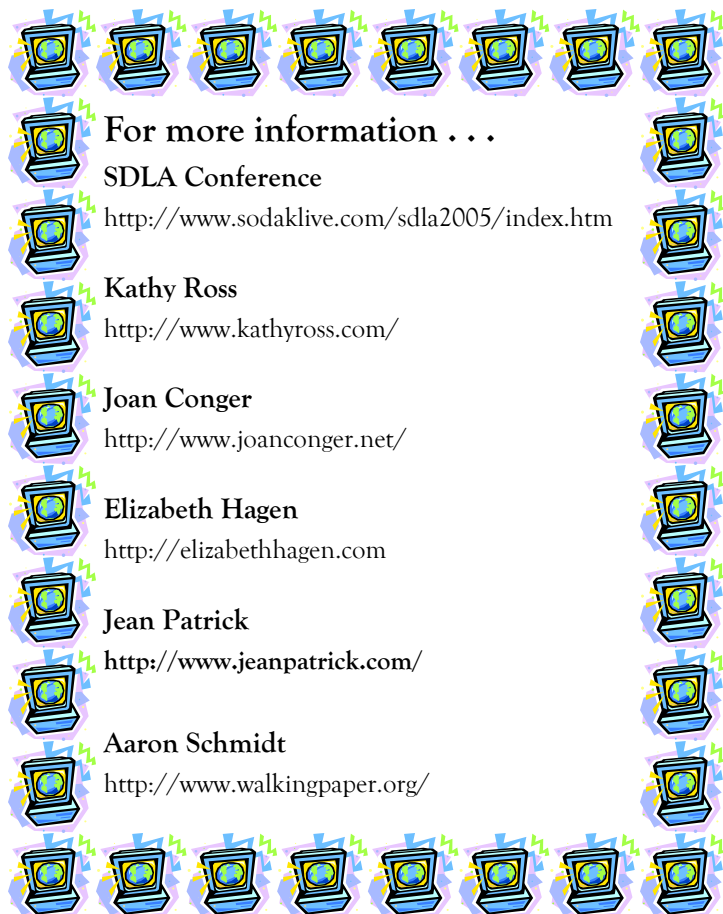 For more information . . .
SDLA Conference
http://www.sodaklive.com/sdla2005/index.htm
Kathy Ross
http://www.kathyross.com/
Joan Conger
http://www.joanconger.net/
Elizabeth Hagen
http://elizabethhagen.com
Jean Patrick
http://www.jeanpatrick.com/
Aaron Schmidt
http://www.walkingpaper.org/